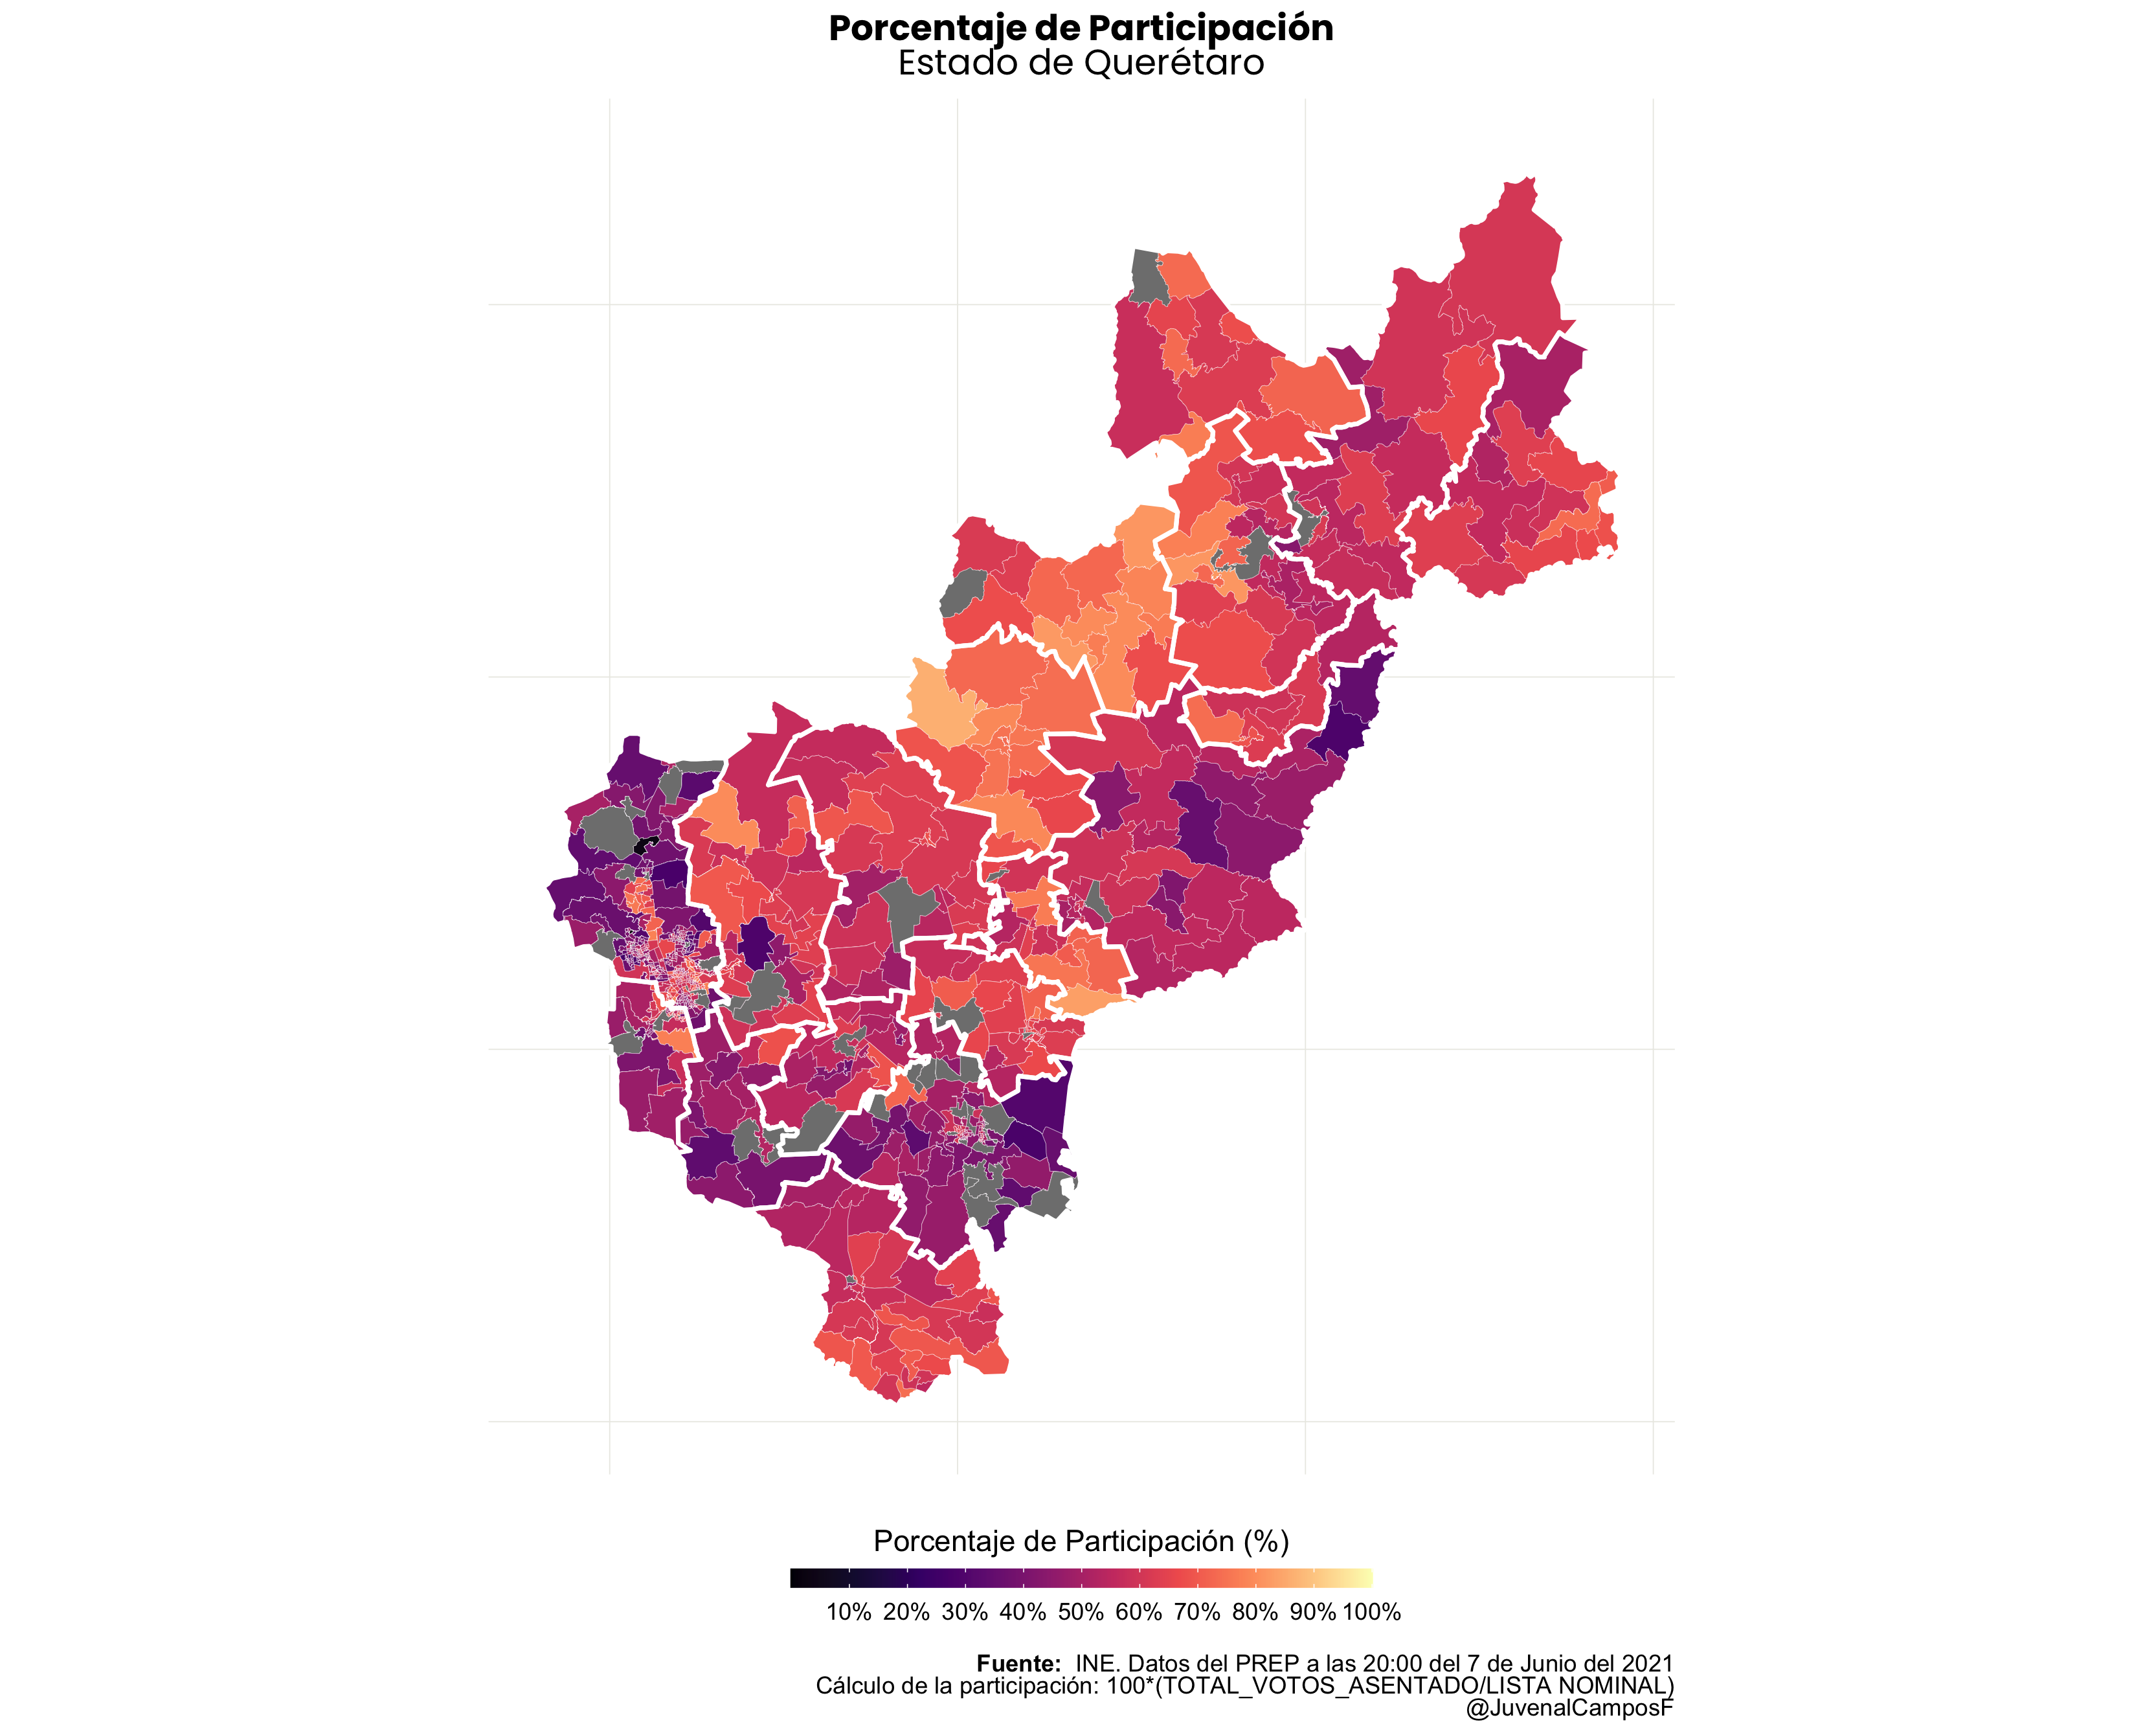 Porcentaje de Participación
Estado de Querétaro
Porcentaje de Participación (%)
10% 20% 30% 40% 50% 60% 70% 80% 90% 100%
Fuente: INE. Datos del PREP a las 20:00 del 7 de Junio del 2021
Cálculo de la participación: 100*(TOTAL_VOTOS_ASENTADO/LISTA NOMINAL)
@JuvenalCamposF